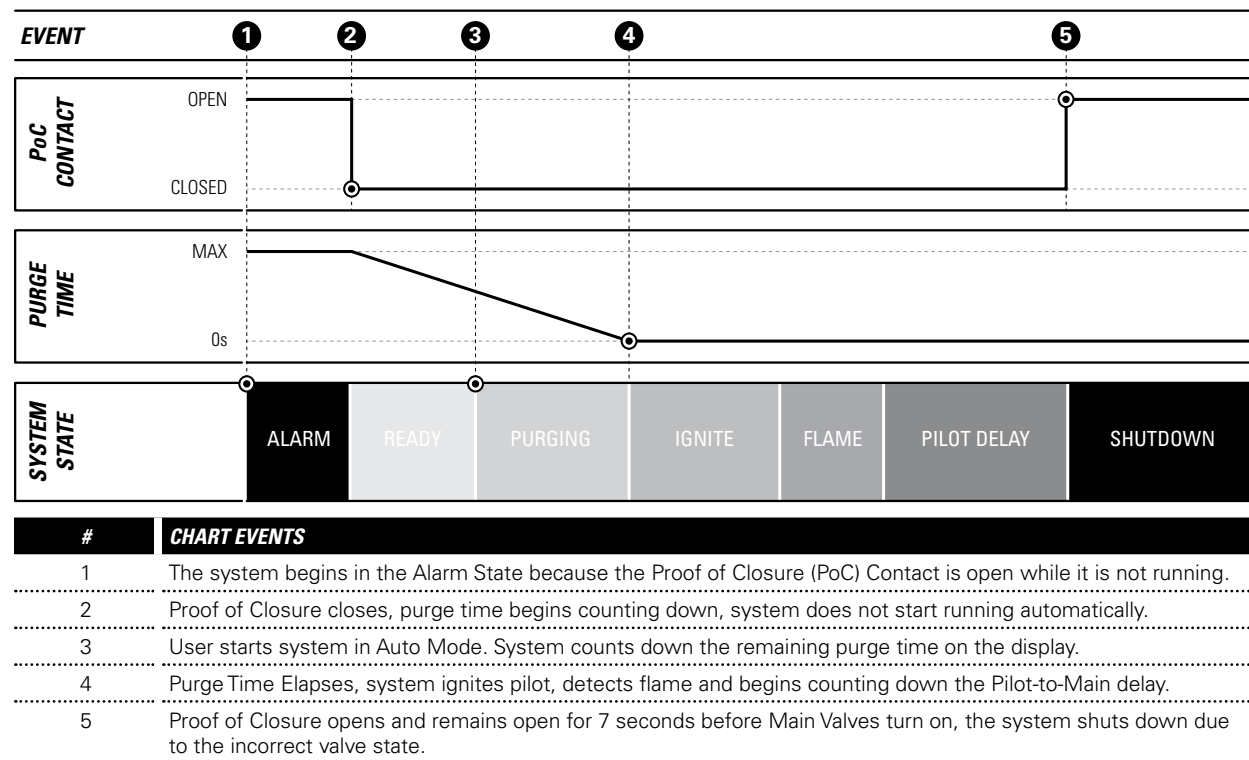 EVENT 1 2 3 4 5
PoC
CONTACT
OPEN
CLOSED
PURGE
TIME
MAX
0s
SYSTEM
STATE
ALARM READY PURGING IGNITE FLAME PILOT DELAY SHUTDOWN
# CHART EVENTS
1 The system begins in the Alarm State because the Proof of Closure (PoC) Contact is open while it is not running.
2 Proof of Closure closes, purge time begins counting down, system does not start running automatically.
3 User starts system in Auto Mode. System counts down the remaining purge time on the display.
4 Purge Time Elapses, system ignites pilot, detects flame and begins counting down the Pilot-to-Main delay.
5 Proof of Closure opens and remains open for 7 seconds before Main Valves turn on, the system shuts down due
to the incorrect valve state.